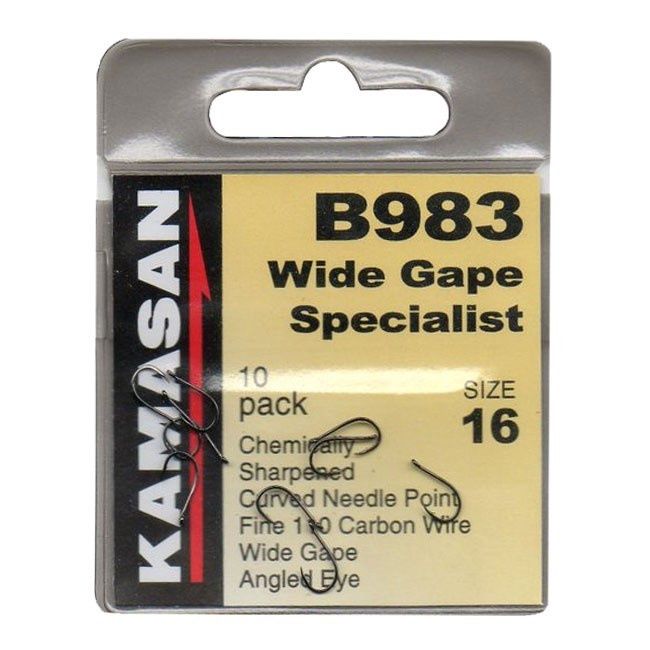 KAMASAN
B983
Wide Gape
Specialist
10
pack
SIZE
16
Chemically
Sharpened
Curved Needle Point
Fine 110 Carbon Wire
Wide Gape
Angled Eye